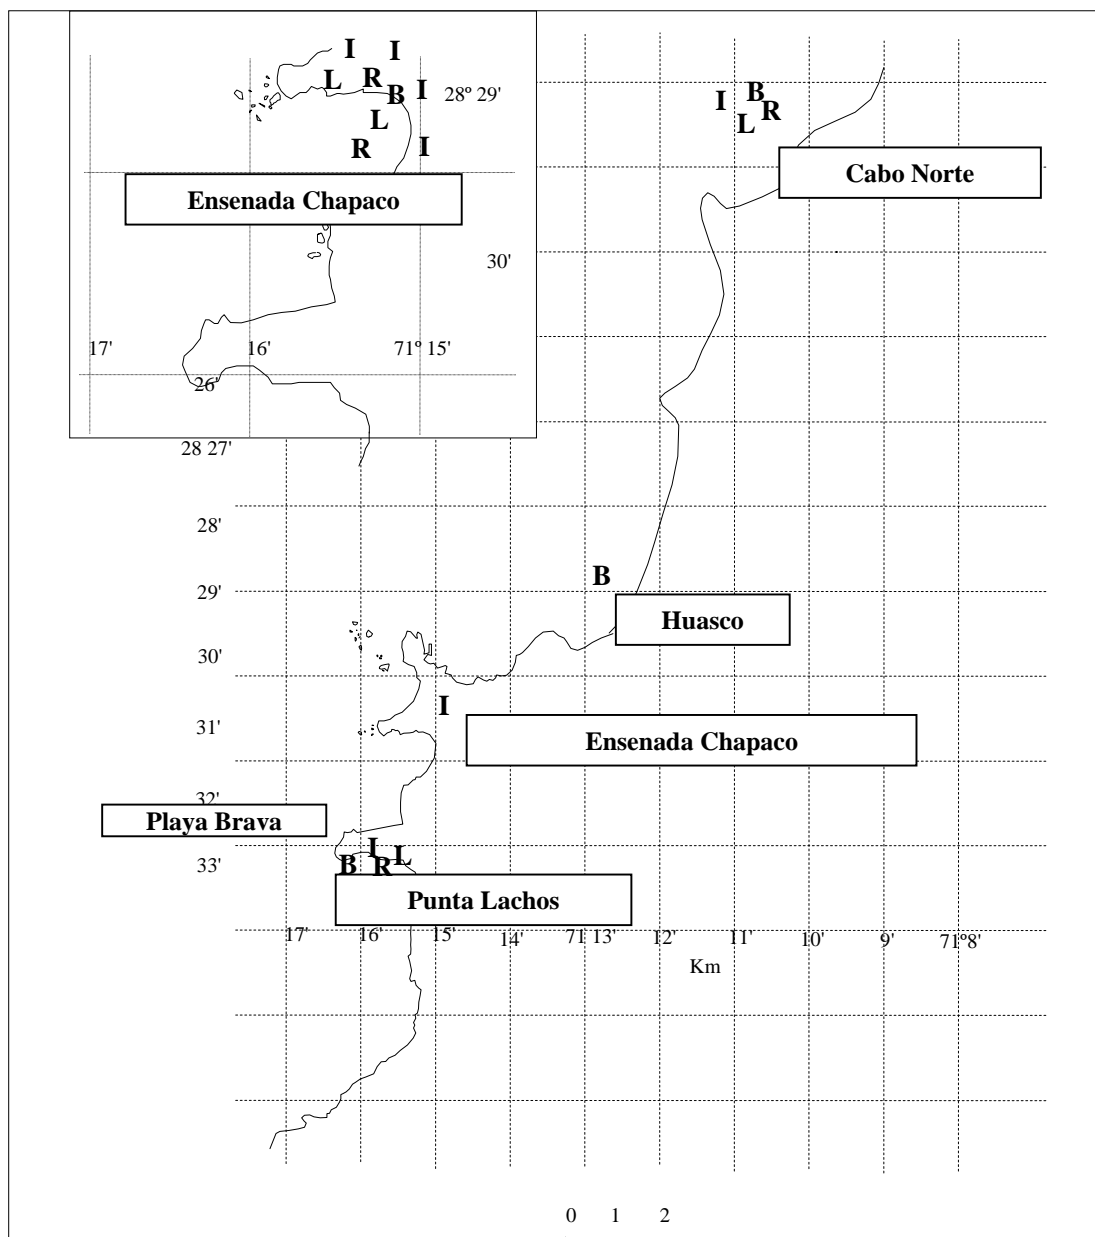 I I
L R B I
28º 29'
L
R I
Ensenada Chapaco
30'
17' 16' 71º 15'
26'
28 27'
28'
29'
30'
31'
32'
33'
I B R
L
Cabo Norte
B
Huasco
I
Ensenada Chapaco
Playa Brava
I L
B R
Punta Lachos
17' 16' 15' 14' 71º 13' 12' 11' 10' 9' 71º8'
Km
0 1 2